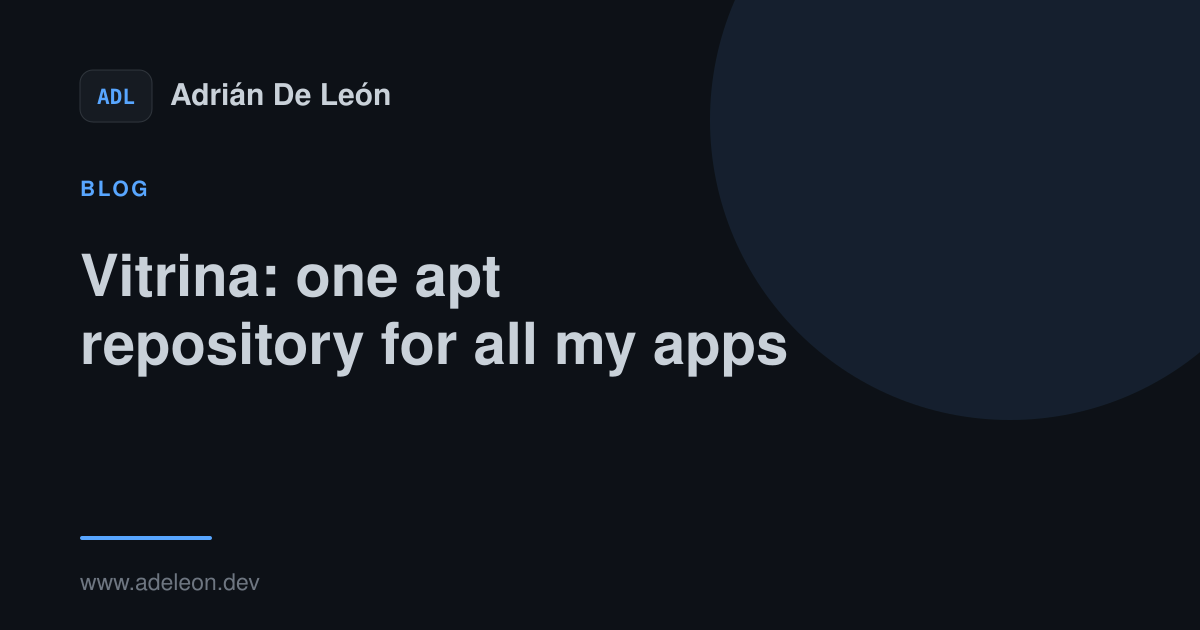 ADL
Adrián De León
BLOG
Vitrina: one apt
repository for all my apps
www.adeleon.dev